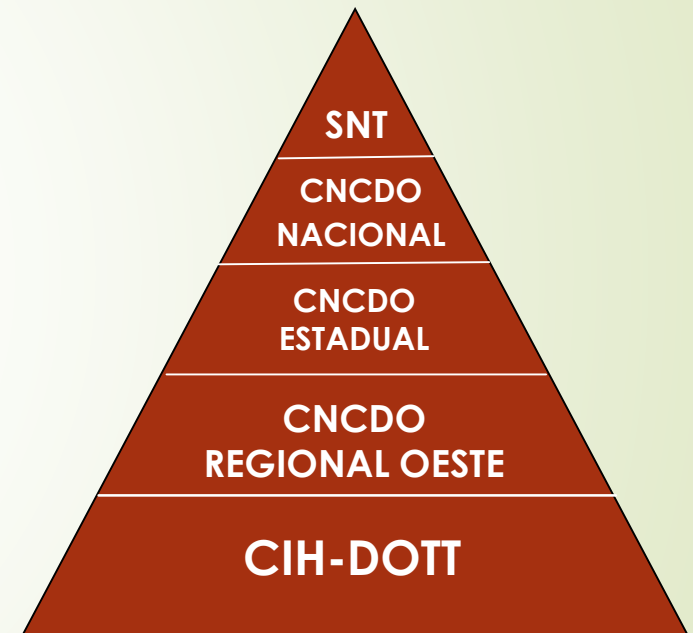 SNT
CNCDO
NACIONAL
CNCDO
ESTADUAL
CNCDO
REGIONAL OESTE
CIH-DOTT